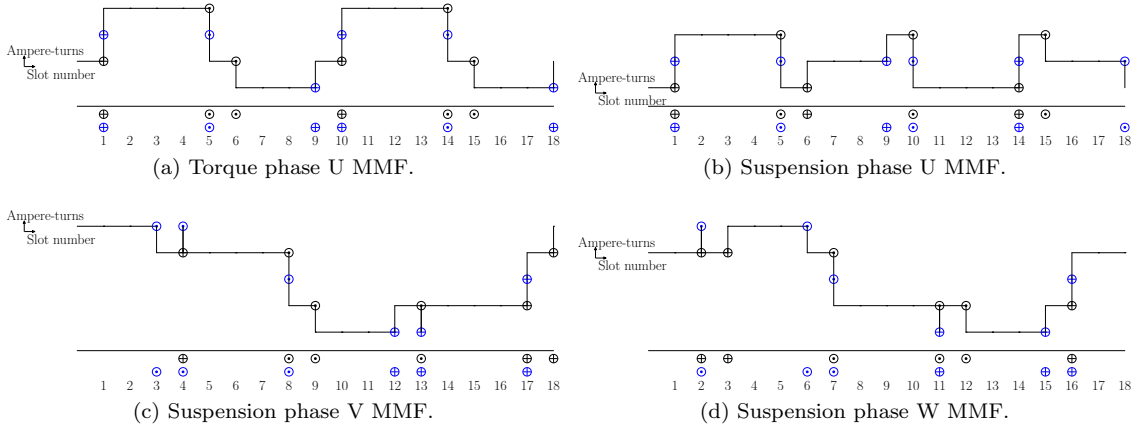 Ampere-turns
Slot number
1 2 3 4 5 6 7 8 9 10 11 12 13 14 15 16 17 18
(a) Torque phase U MMF.
Ampere-turns
Slot number
1 2 3 4 5 6 7 8 9 10 11 12 13 14 15 16 17 18
(b) Suspension phase U MMF.
Ampere-turns
Slot number
1 2 3 4 5 6 7 8 9 10 11 12 13 14 15 16 17 18
(c) Suspension phase V MMF.
Ampere-turns
Slot number
1 2 3 4 5 6 7 8 9 10 11 12 13 14 15 16 17 18
(d) Suspension phase W MMF.